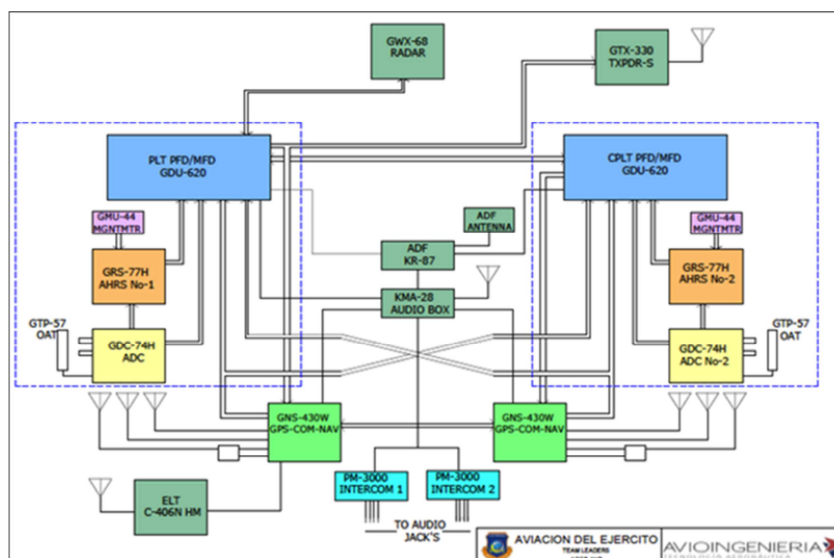 GWX-68
RADAR
GTX-330
TXPDR-S
PLT PFD/MFD
GDU-620
CPLT PFD/MFD
GDU-620
GMU-44
MGNTMTR
ADF
ANTENNA
GMU-44
MGNTMTR
ADF
KR-87
GRS-77H
AHRS No-1
GRS-77H
AHRS No-2
KMA-28
AUDIO BOX
GTP-57
OAT
GDC-74H
ADC
GDC-74H
ADC No-2
GTP-57
OAT
GNS-430W
GPS-COM-NAV
GNS-430W
GPS-COM-NAV
PM-3000
INTERCOM 1
PM-3000
INTERCOM 2
ELT
C-406N HM
TO AUDIO
JACK'S
AVIACION DEL EJERCITO
TEAM LEADERS
AVIOINGENIERIA
TECNOLOGIA AERONAUTICA